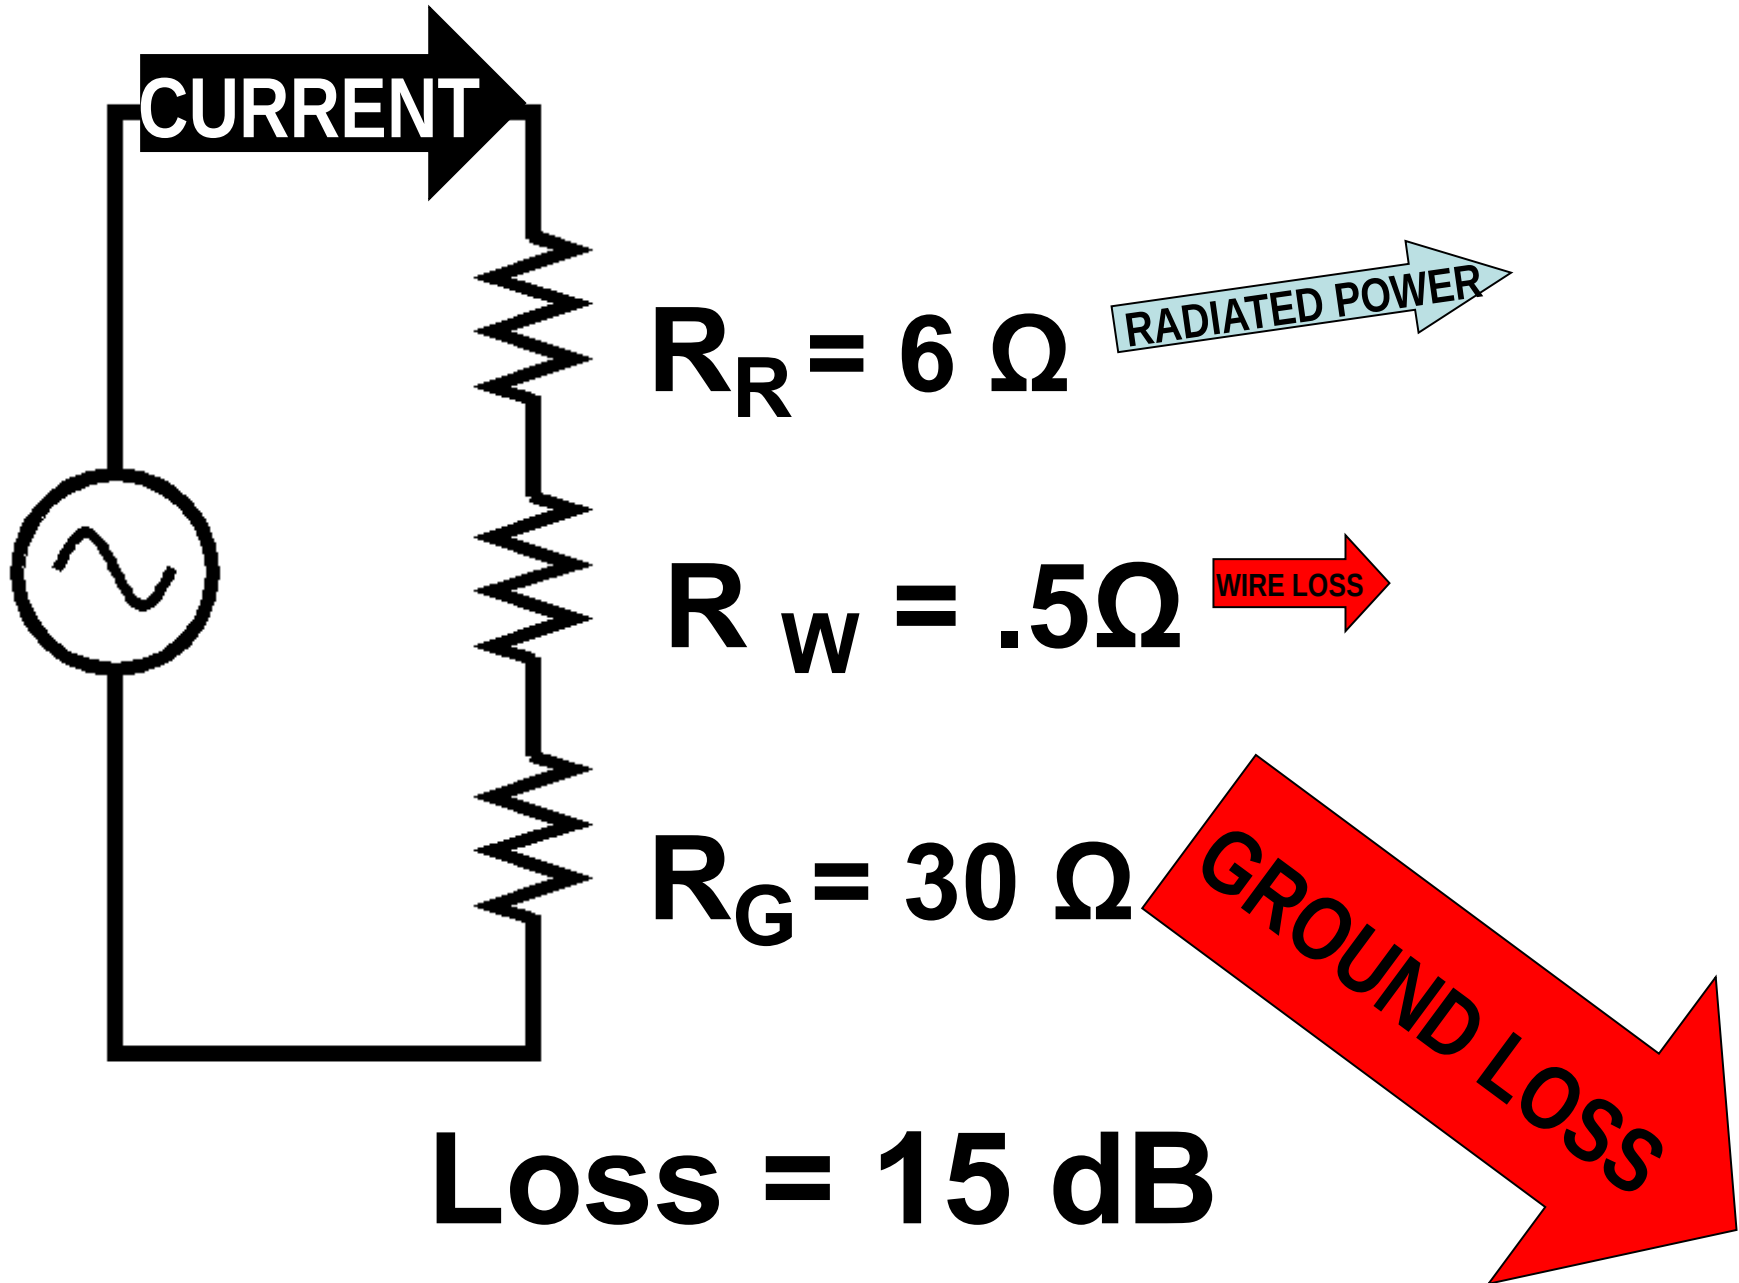 CURRENT
RR = 6 Ω
RADIATED POWER
R W = .5Ω
WIRE LOSS
RG = 30 Ω
GROUND LOSS
Loss = 15 dB